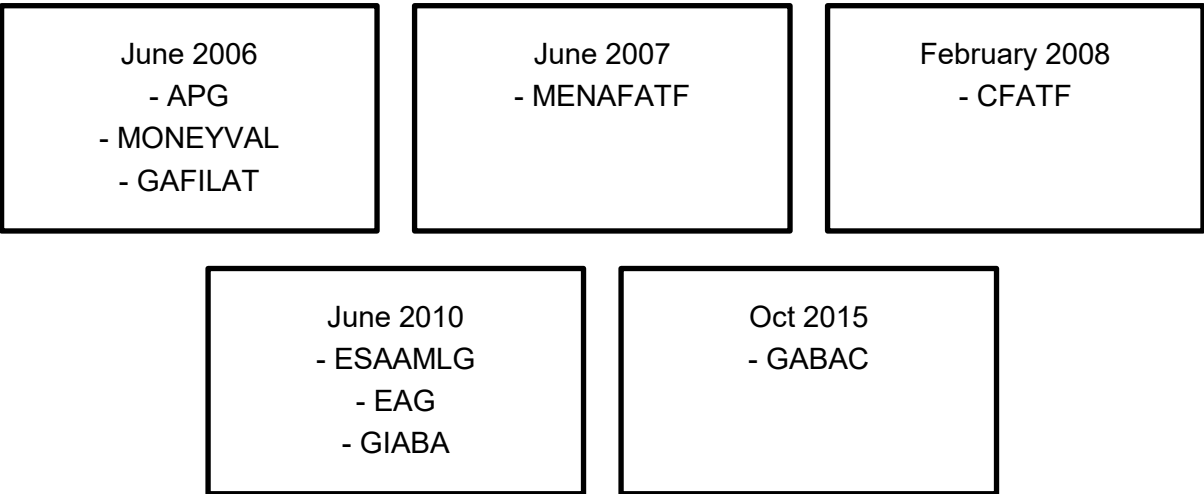 June 2006
- APG
- MONEYVAL
- GAFILAT
June 2007
- MENAFATF
February 2008
- CFATF
June 2010
- ESAAMLG
- EAG
- GIABA
Oct 2015
- GABAC